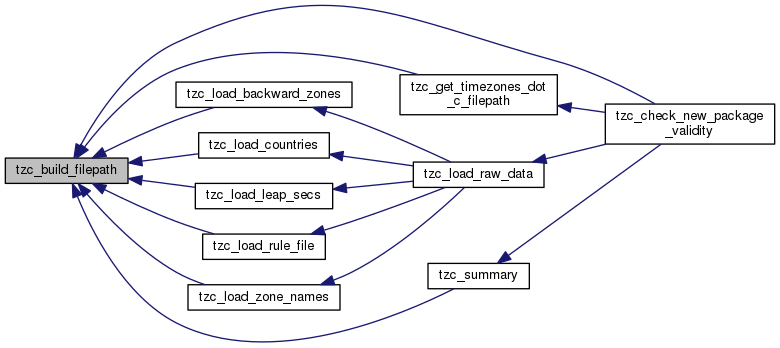 tzc_build_filepath
tzc_load_backward_zones
tzc_load_countries
tzc_load_leap_secs
tzc_load_rule_file
tzc_load_zone_names
tzc_get_timezones_dot
_c_filepath
tzc_load_raw_data
tzc_summary
tzc_check_new_package
_validity